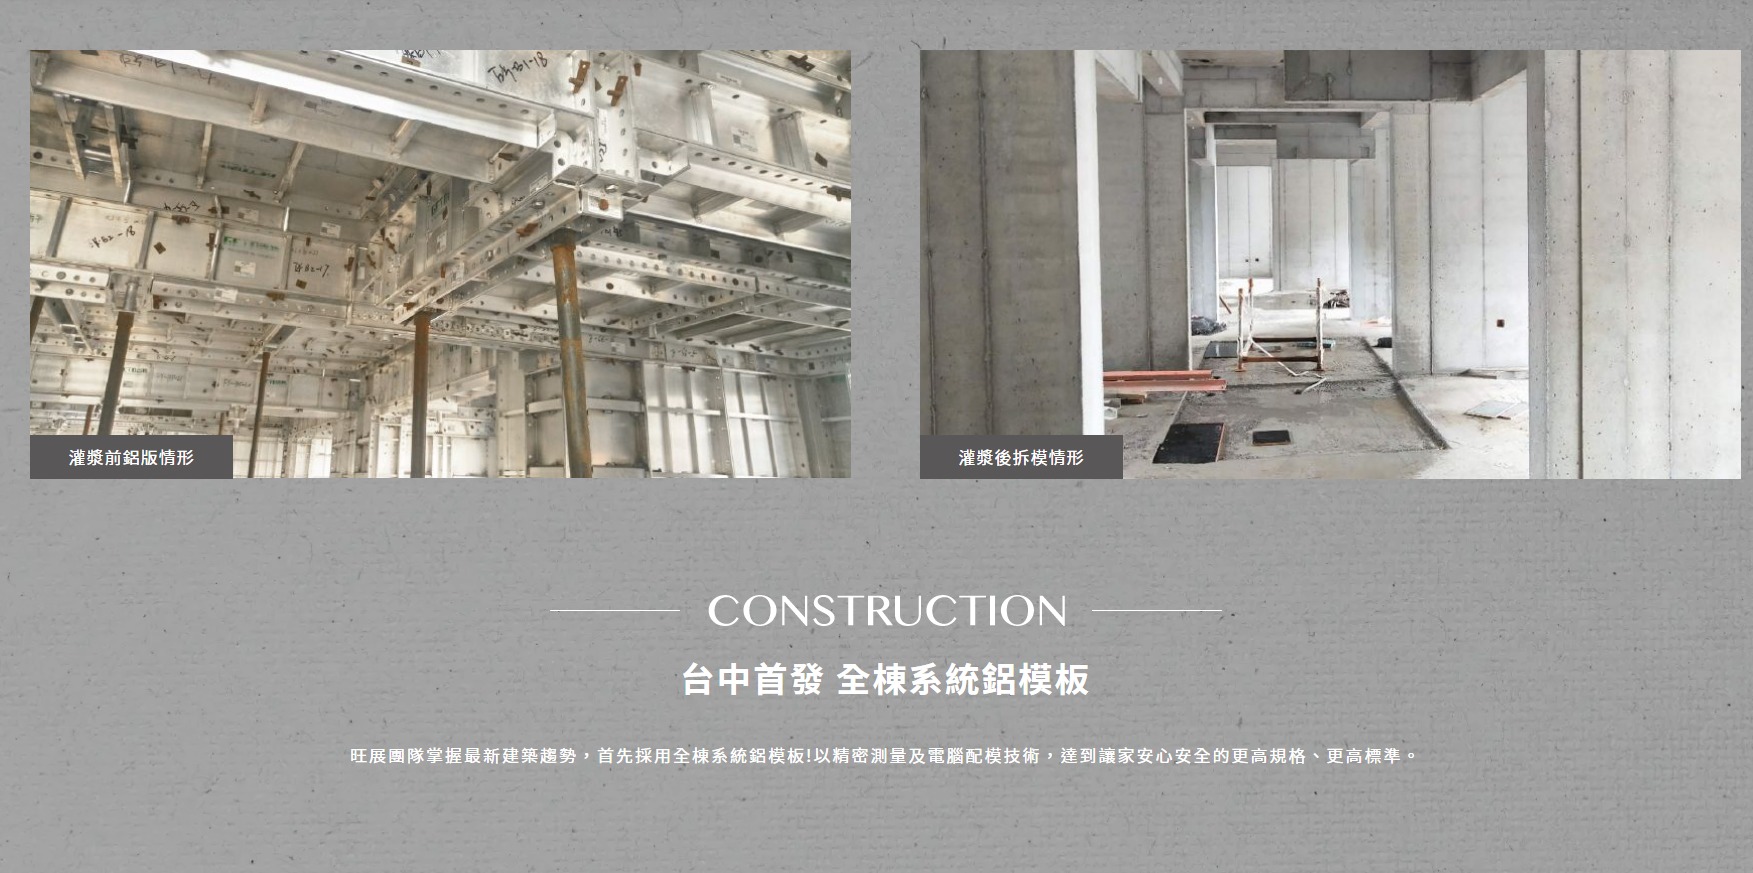 灌漿前鋁版情形
灌漿後拆模情形
CONSTRUCTION
台中首發 全棟系統鋁模板
旺展團隊掌握最新建築趨勢，首先採用全棟系統鋁模板!以精密測量及電腦配模技術，達到讓家安心安全的更高規格、更高標準。